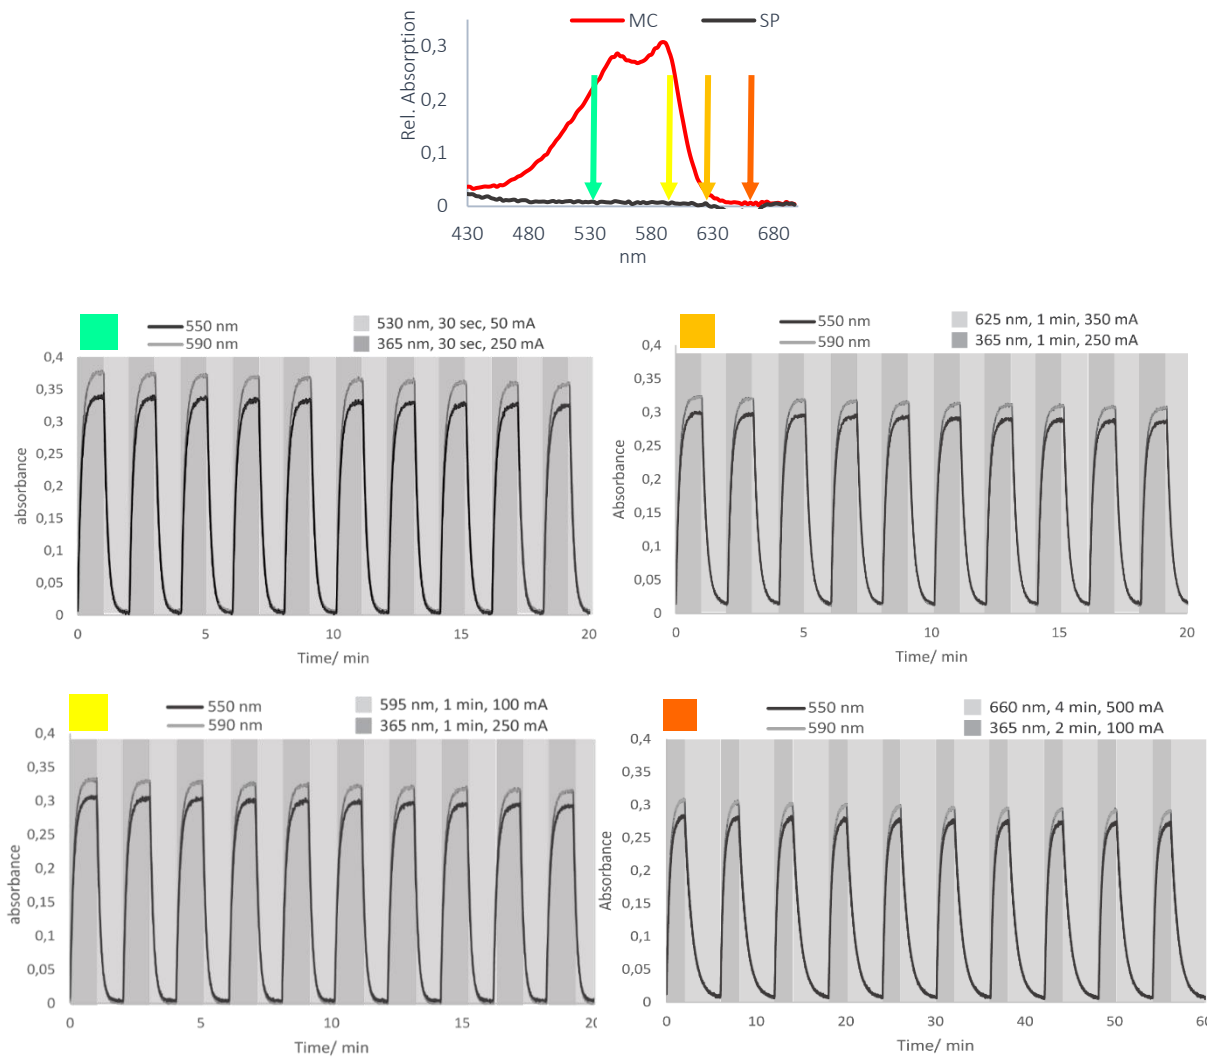 MC SP
Rel. Absorption
0,3
0,2
0,1
0
430 480 530 580 630 680
nm
550 nm
590 nm
530 nm, 30 sec, 50 mA
365 nm, 30 sec, 250 mA
absorbance
0,4
0,35
0,3
0,25
0,2
0,15
0,1
0,05
0
0 5 10 15 20
Time/ min
550 nm
590 nm
625 nm, 1 min, 350 mA
365 nm, 1 min, 250 mA
Absorbance
0,4
0,35
0,3
0,25
0,2
0,15
0,1
0,05
0
0 5 10 15 20
Time/ min
550 nm
590 nm
595 nm, 1 min, 100 mA
365 nm, 1 min, 250 mA
absorbance
0,4
0,35
0,3
0,25
0,2
0,15
0,1
0,05
0
0 5 10 15 20
Time/ min
550 nm
590 nm
660 nm, 4 min, 500 mA
365 nm, 2 min, 100 mA
Absorbance
0,4
0,35
0,3
0,25
0,2
0,15
0,1
0,05
0
0 10 20 30 40 50 60
Time/ min